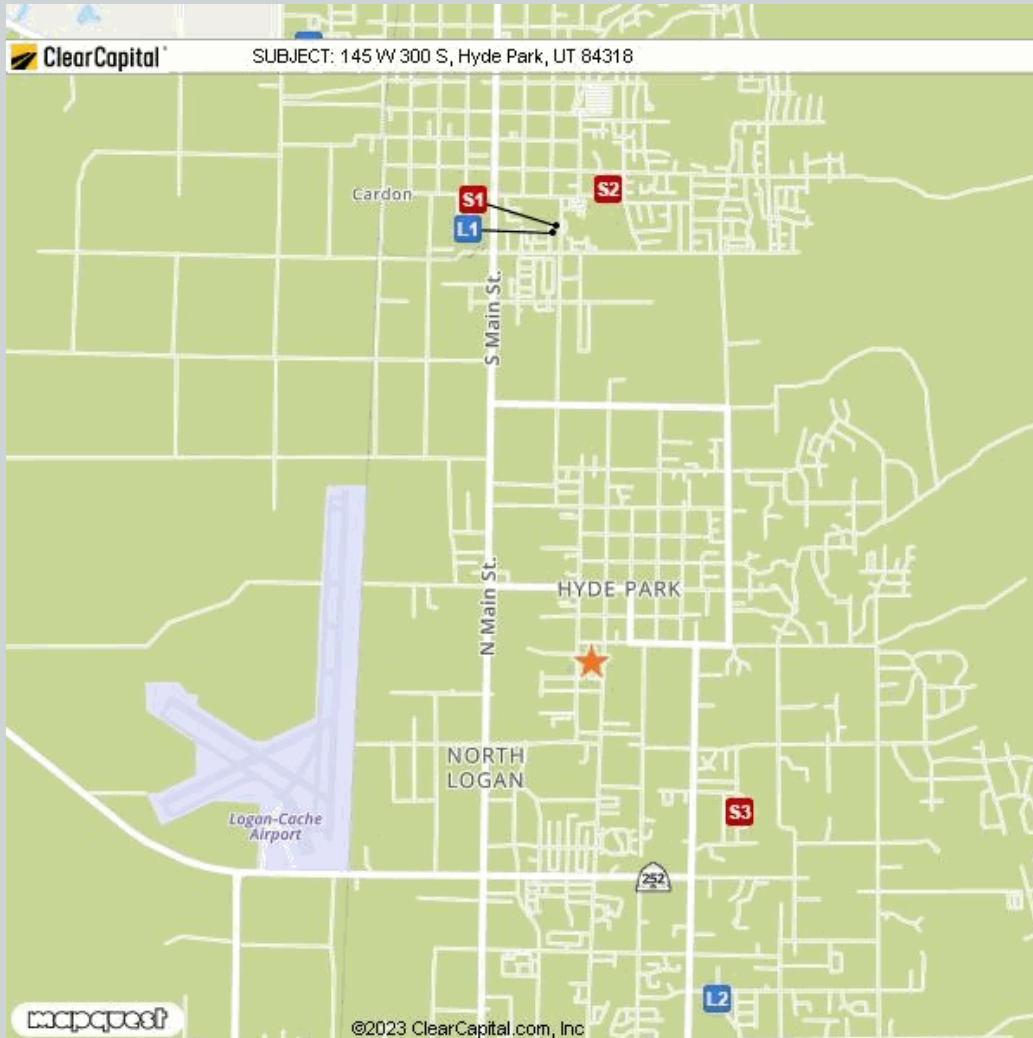 ClearCapital
SUBJECT: 145 W 300 S, Hyde Park, UT 84318
Cardon
S1
S2
L1
S Main St.
N Main St.
HYDE PARK
NORTH
LOGAN
Logan-Cache
Airport
S3
252
L2
mapquest
©2023 ClearCapital.com, Inc